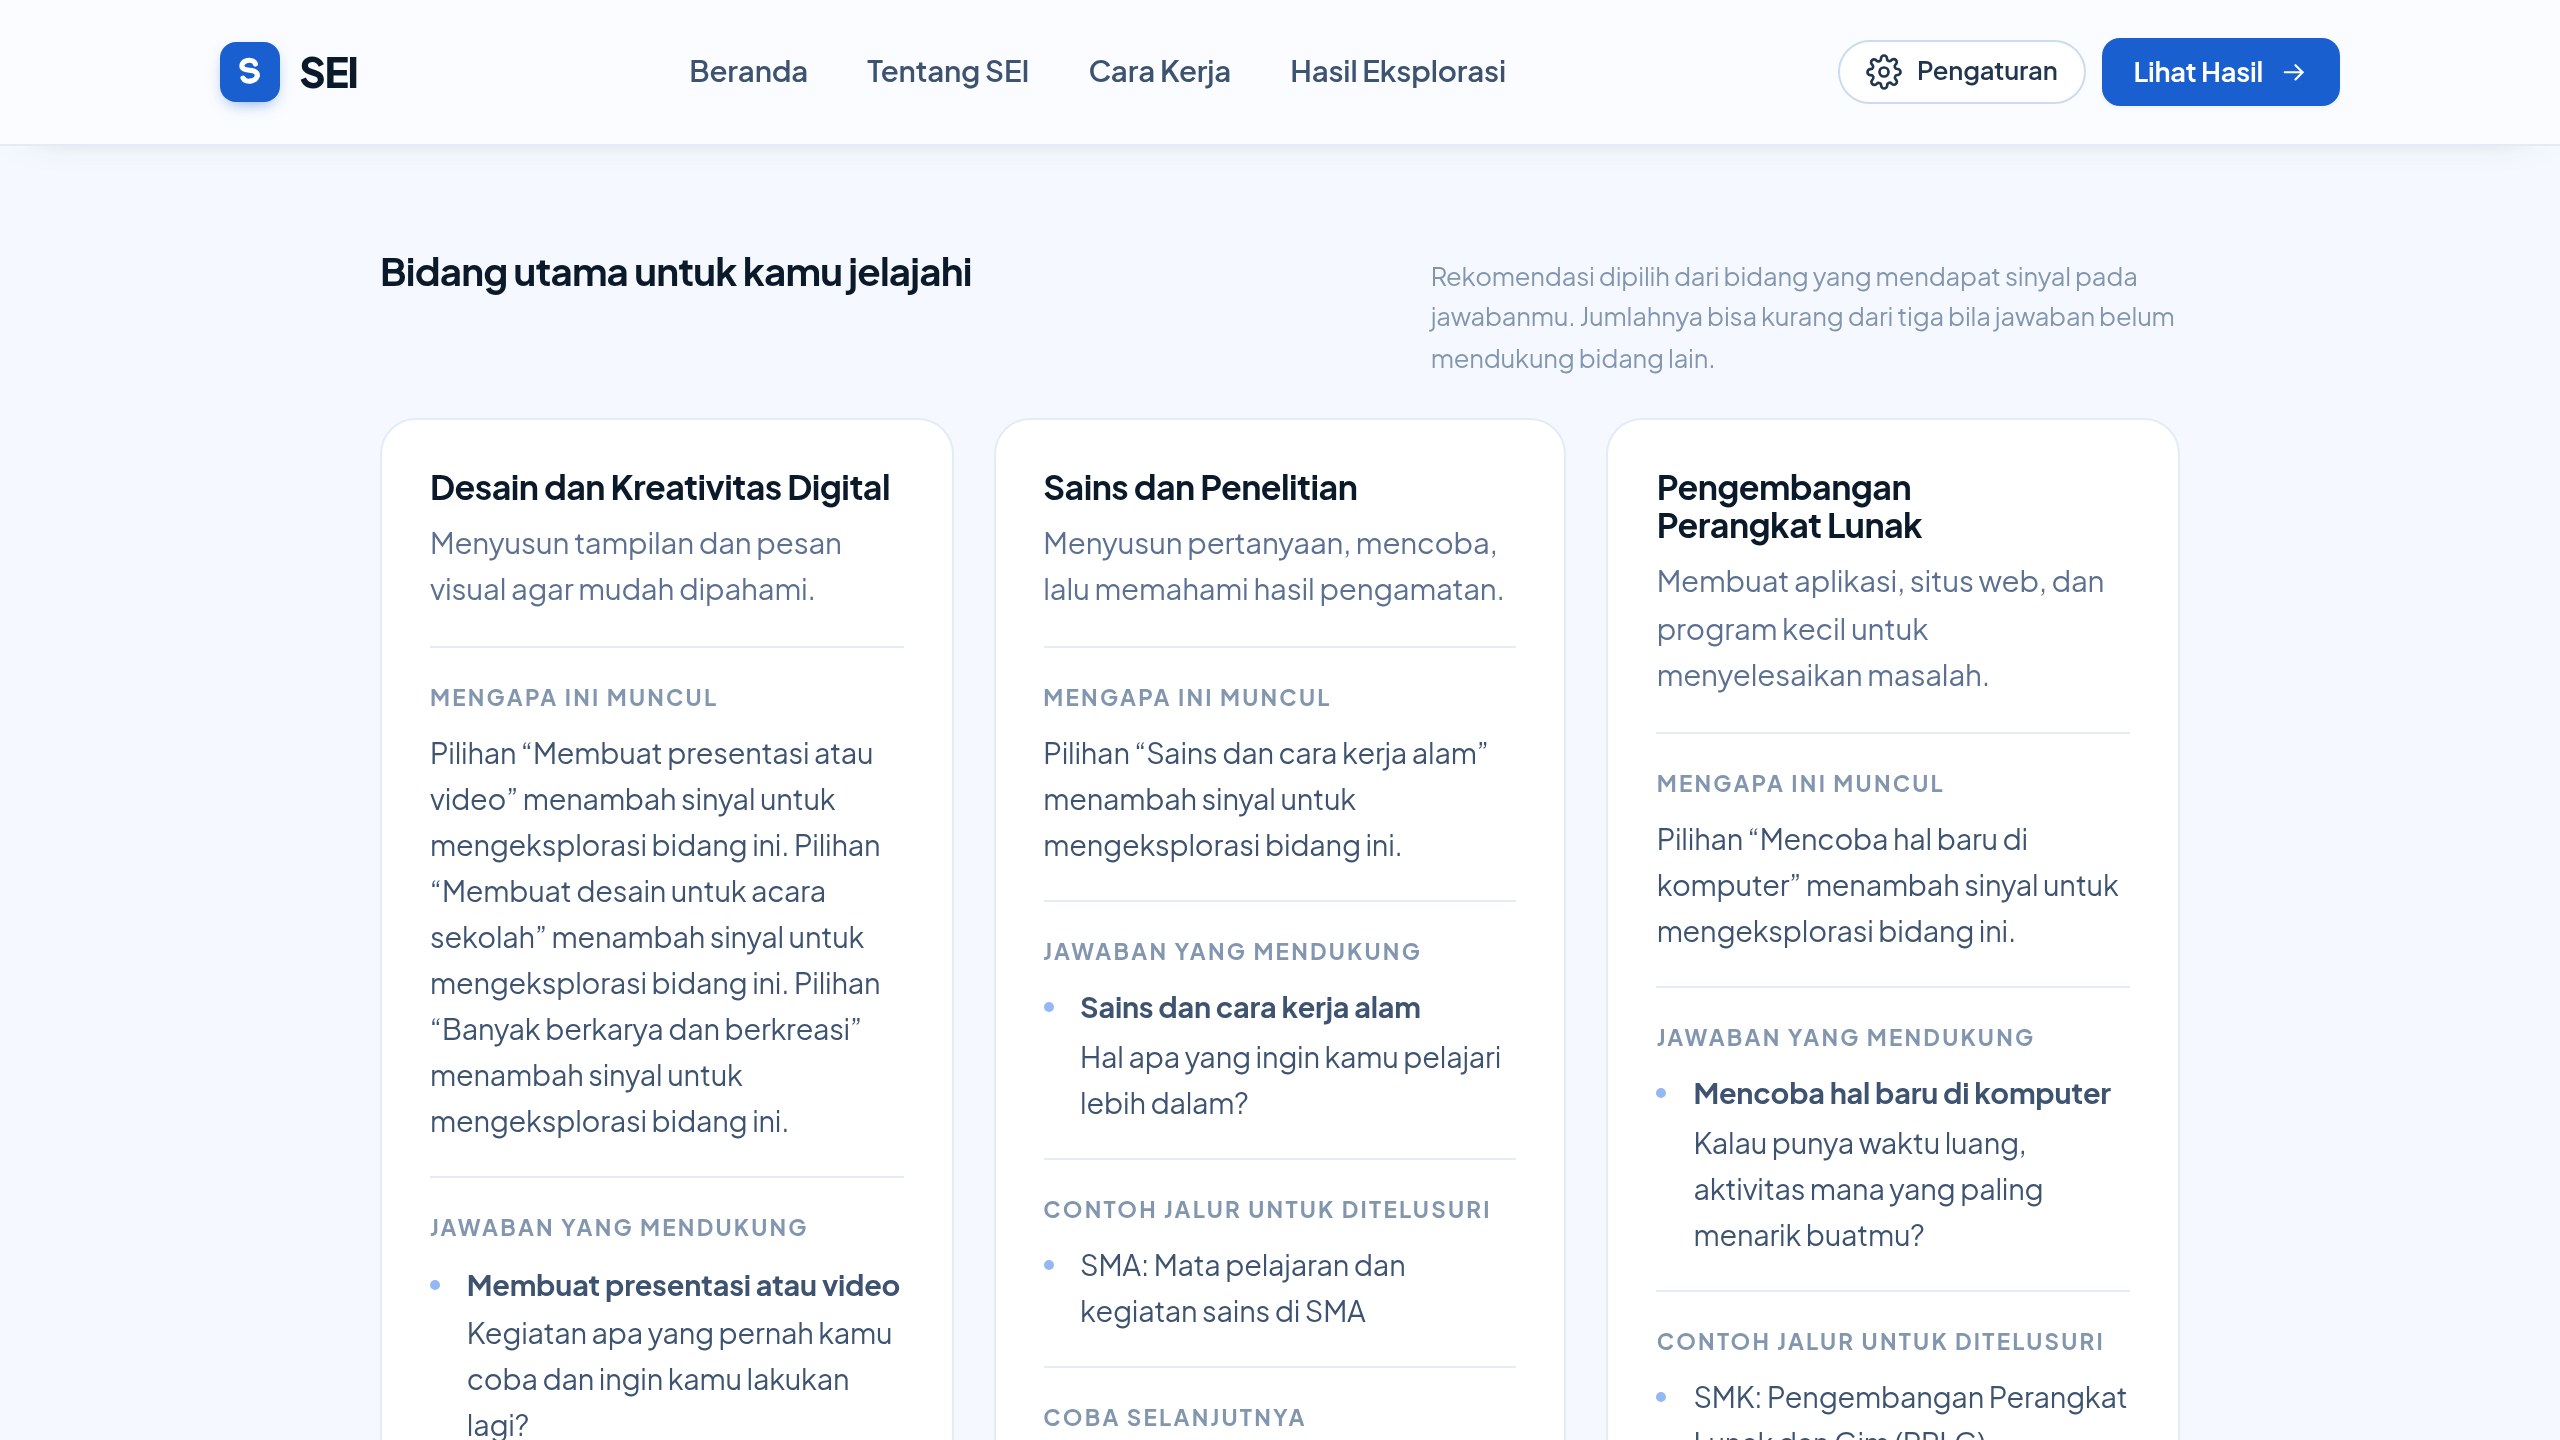 S SEI
Beranda
Tentang SEI
Cara Kerja
Hasil Eksplorasi
Pengaturan
Lihat Hasil
Bidang utama untuk kamu jelajahi
Rekomendasi dipilih dari bidang yang mendapat sinyal pada
jawabanmu. Jumlahnya bisa kurang dari tiga bila jawaban belum
mendukung bidang lain.
Desain dan Kreativitas Digital
Menyusun tampilan dan pesan
visual agar mudah dipahami.
MENGAPA INI MUNCUL
Pilihan “Membuat presentasi atau
video” menambah sinyal untuk
mengeksplorasi bidang ini. Pilihan
“Membuat desain untuk acara
sekolah” menambah sinyal untuk
mengeksplorasi bidang ini. Pilihan
“Banyak berkarya dan berkreasi”
menambah sinyal untuk
mengeksplorasi bidang ini.
JAWABAN YANG MENDUKUNG
Membuat presentasi atau video
Kegiatan apa yang pernah kamu
coba dan ingin kamu lakukan
lagi?
Sains dan Penelitian
Menyusun pertanyaan, mencoba,
lalu memahami hasil pengamatan.
MENGAPA INI MUNCUL
Pilihan “Sains dan cara kerja alam”
menambah sinyal untuk
mengeksplorasi bidang ini.
JAWABAN YANG MENDUKUNG
Sains dan cara kerja alam
Hal apa yang ingin kamu pelajari
lebih dalam?
CONTOH JALUR UNTUK DITELUSURI
SMA: Mata pelajaran dan
kegiatan sains di SMA
COBA SELANJUTNYA
Pengembangan
Perangkat Lunak
Membuat aplikasi, situs web, dan
program kecil untuk
menyelesaikan masalah.
MENGAPA INI MUNCUL
Pilihan “Mencoba hal baru di
komputer” menambah sinyal untuk
mengeksplorasi bidang ini.
JAWABAN YANG MENDUKUNG
Mencoba hal baru di komputer
Kalau punya waktu luang,
aktivitas mana yang paling
menarik buatmu?
CONTOH JALUR UNTUK DITELUSURI
SMK: Pengembangan Perangkat
Lunak dan Gim (PPLG)